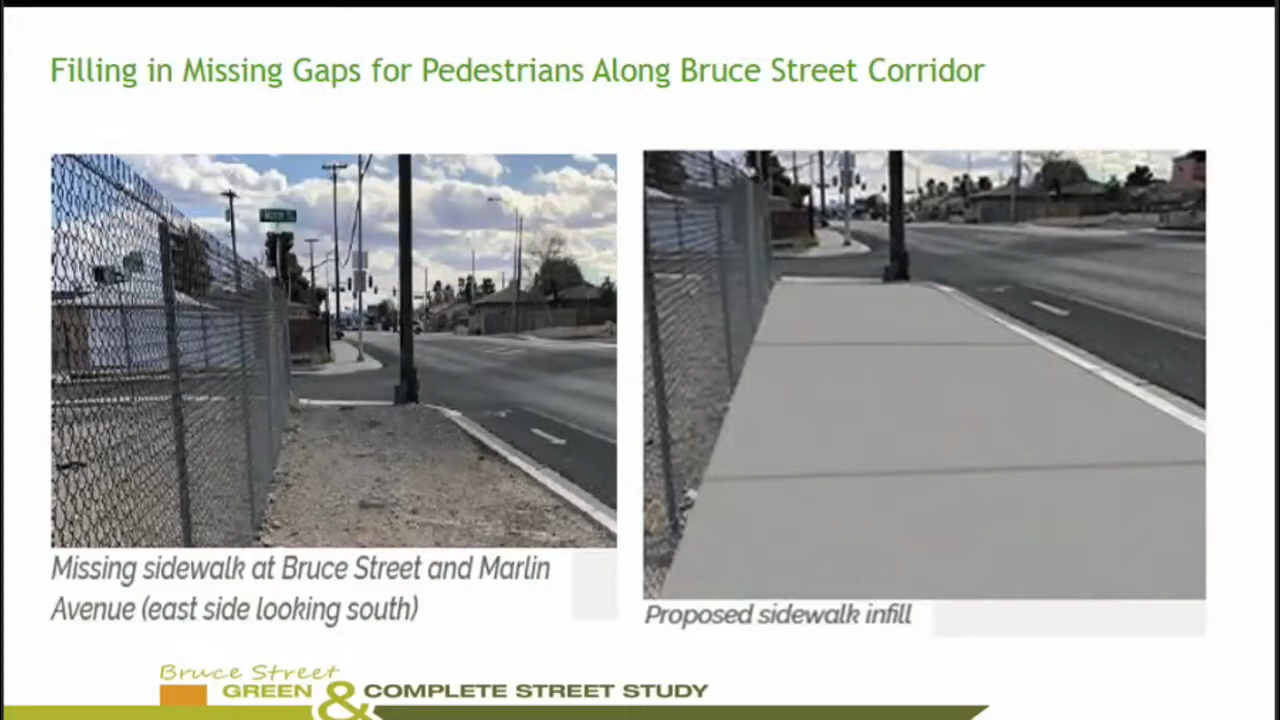 Filling in Missing Gaps for Pedestrians Along Bruce Street Corridor
Missing sidewalk at Bruce Street and Marlin
Avenue (east side looking south)
Proposed sidewalk infill
Bruce Street
GREEN & COMPLETE STREET STUDY